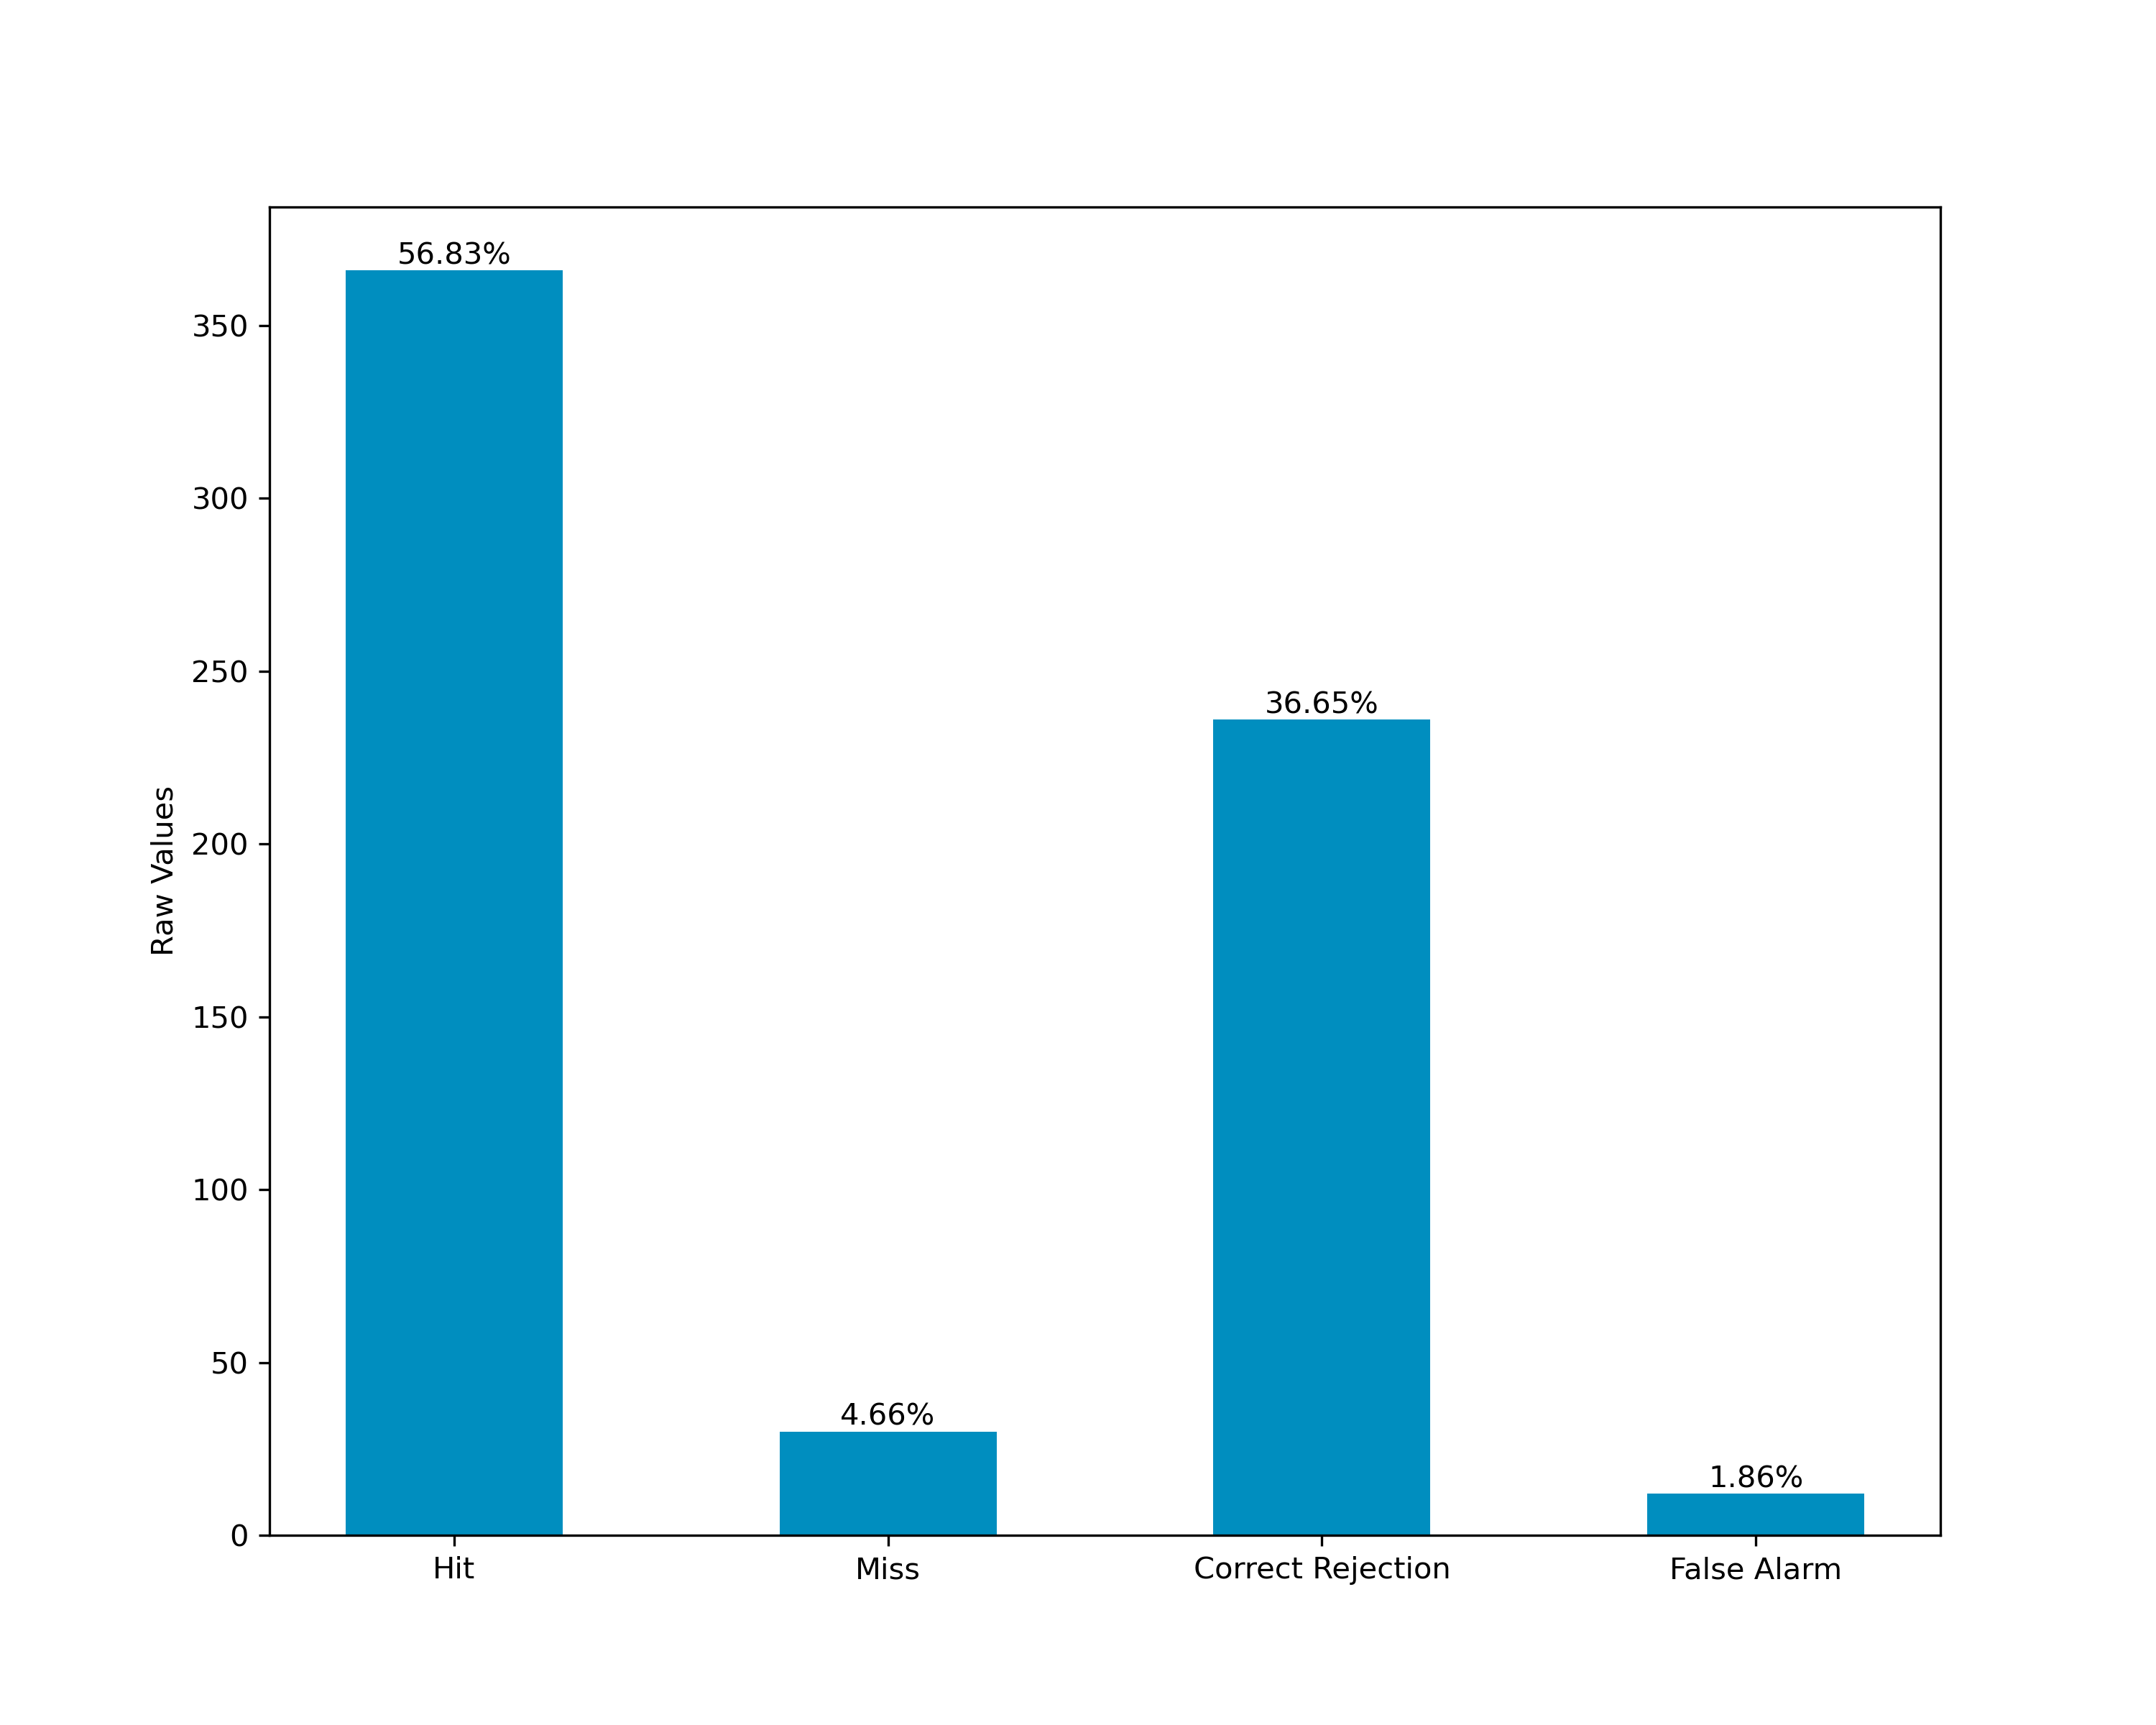 56.83%
350
300
250
36.65%
200
Raw Values
150
100
50
4.66%
1.86%
0
Hit
Miss
Correct Rejection
False Alarm